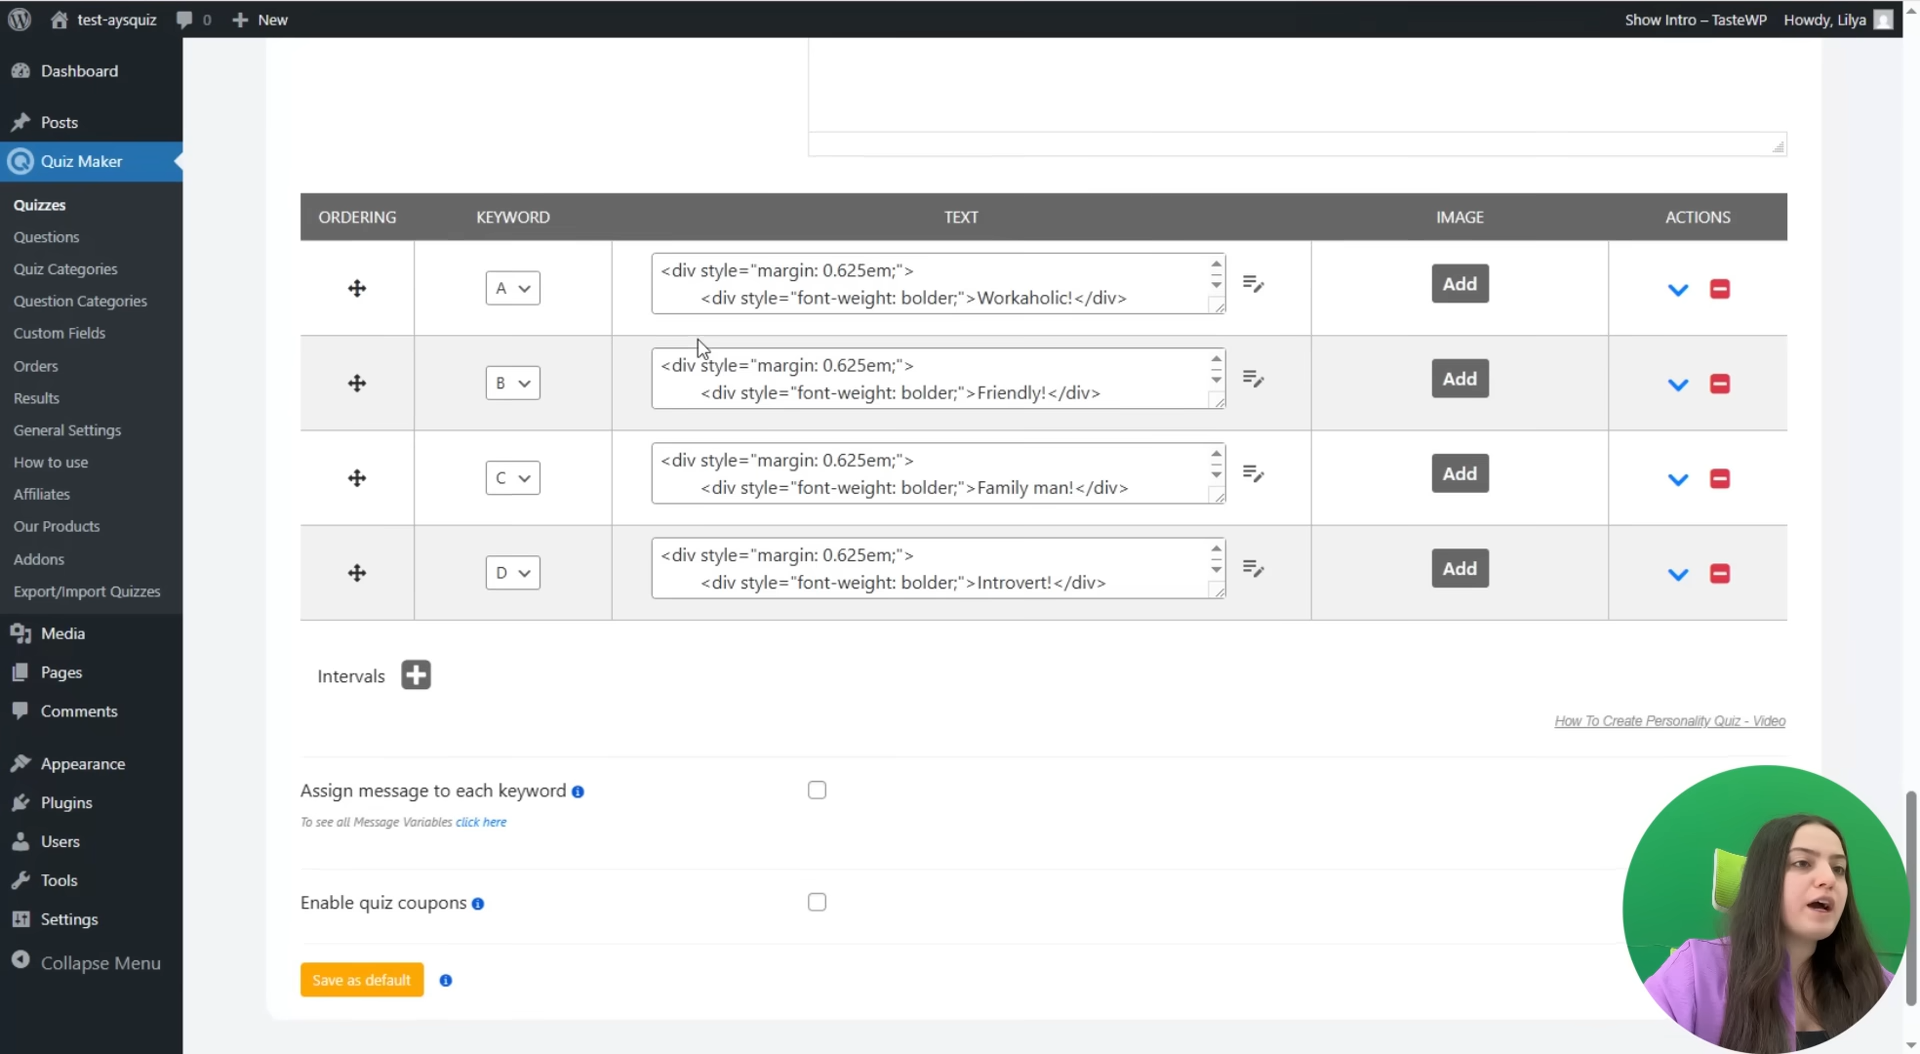 test-aysquiz 0 New Show Intro – TasteWP Howdy, Lilya
Dashboard
Posts
Quiz Maker
Quizzes
Questions
Quiz Categories
Question Categories
Custom Fields
Orders
Results
General Settings
How to use
Affiliates
Our Products
Addons
Export/Import Quizzes
Media
Pages
Comments
Appearance
Plugins
Users
Tools
Settings
Collapse Menu
ORDERING KEYWORD TEXT IMAGE ACTIONS
A <div style="margin: 0.625em;"> Add
<div style="font-weight: bolder;">Workaholic!</div>
B <div style="margin: 0.625em;"> Add
<div style="font-weight: bolder;">Friendly!</div>
C <div style="margin: 0.625em;"> Add
<div style="font-weight: bolder;">Family man!</div>
D <div style="margin: 0.625em;"> Add
<div style="font-weight: bolder;">Introvert!</div>
Intervals
How To Create Personality Quiz - Video
Assign message to each keyword
To see all Message Variables click here
Enable quiz coupons
Save as default